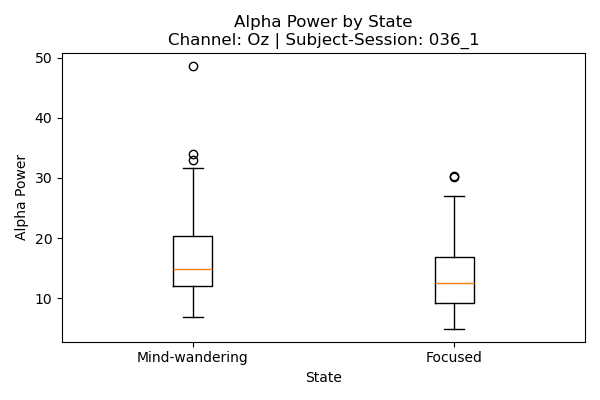 Alpha Power by State
Channel: Oz | Subject-Session: 036_1
50
40
30
20
10
Alpha Power
Mind-wandering
Focused
State